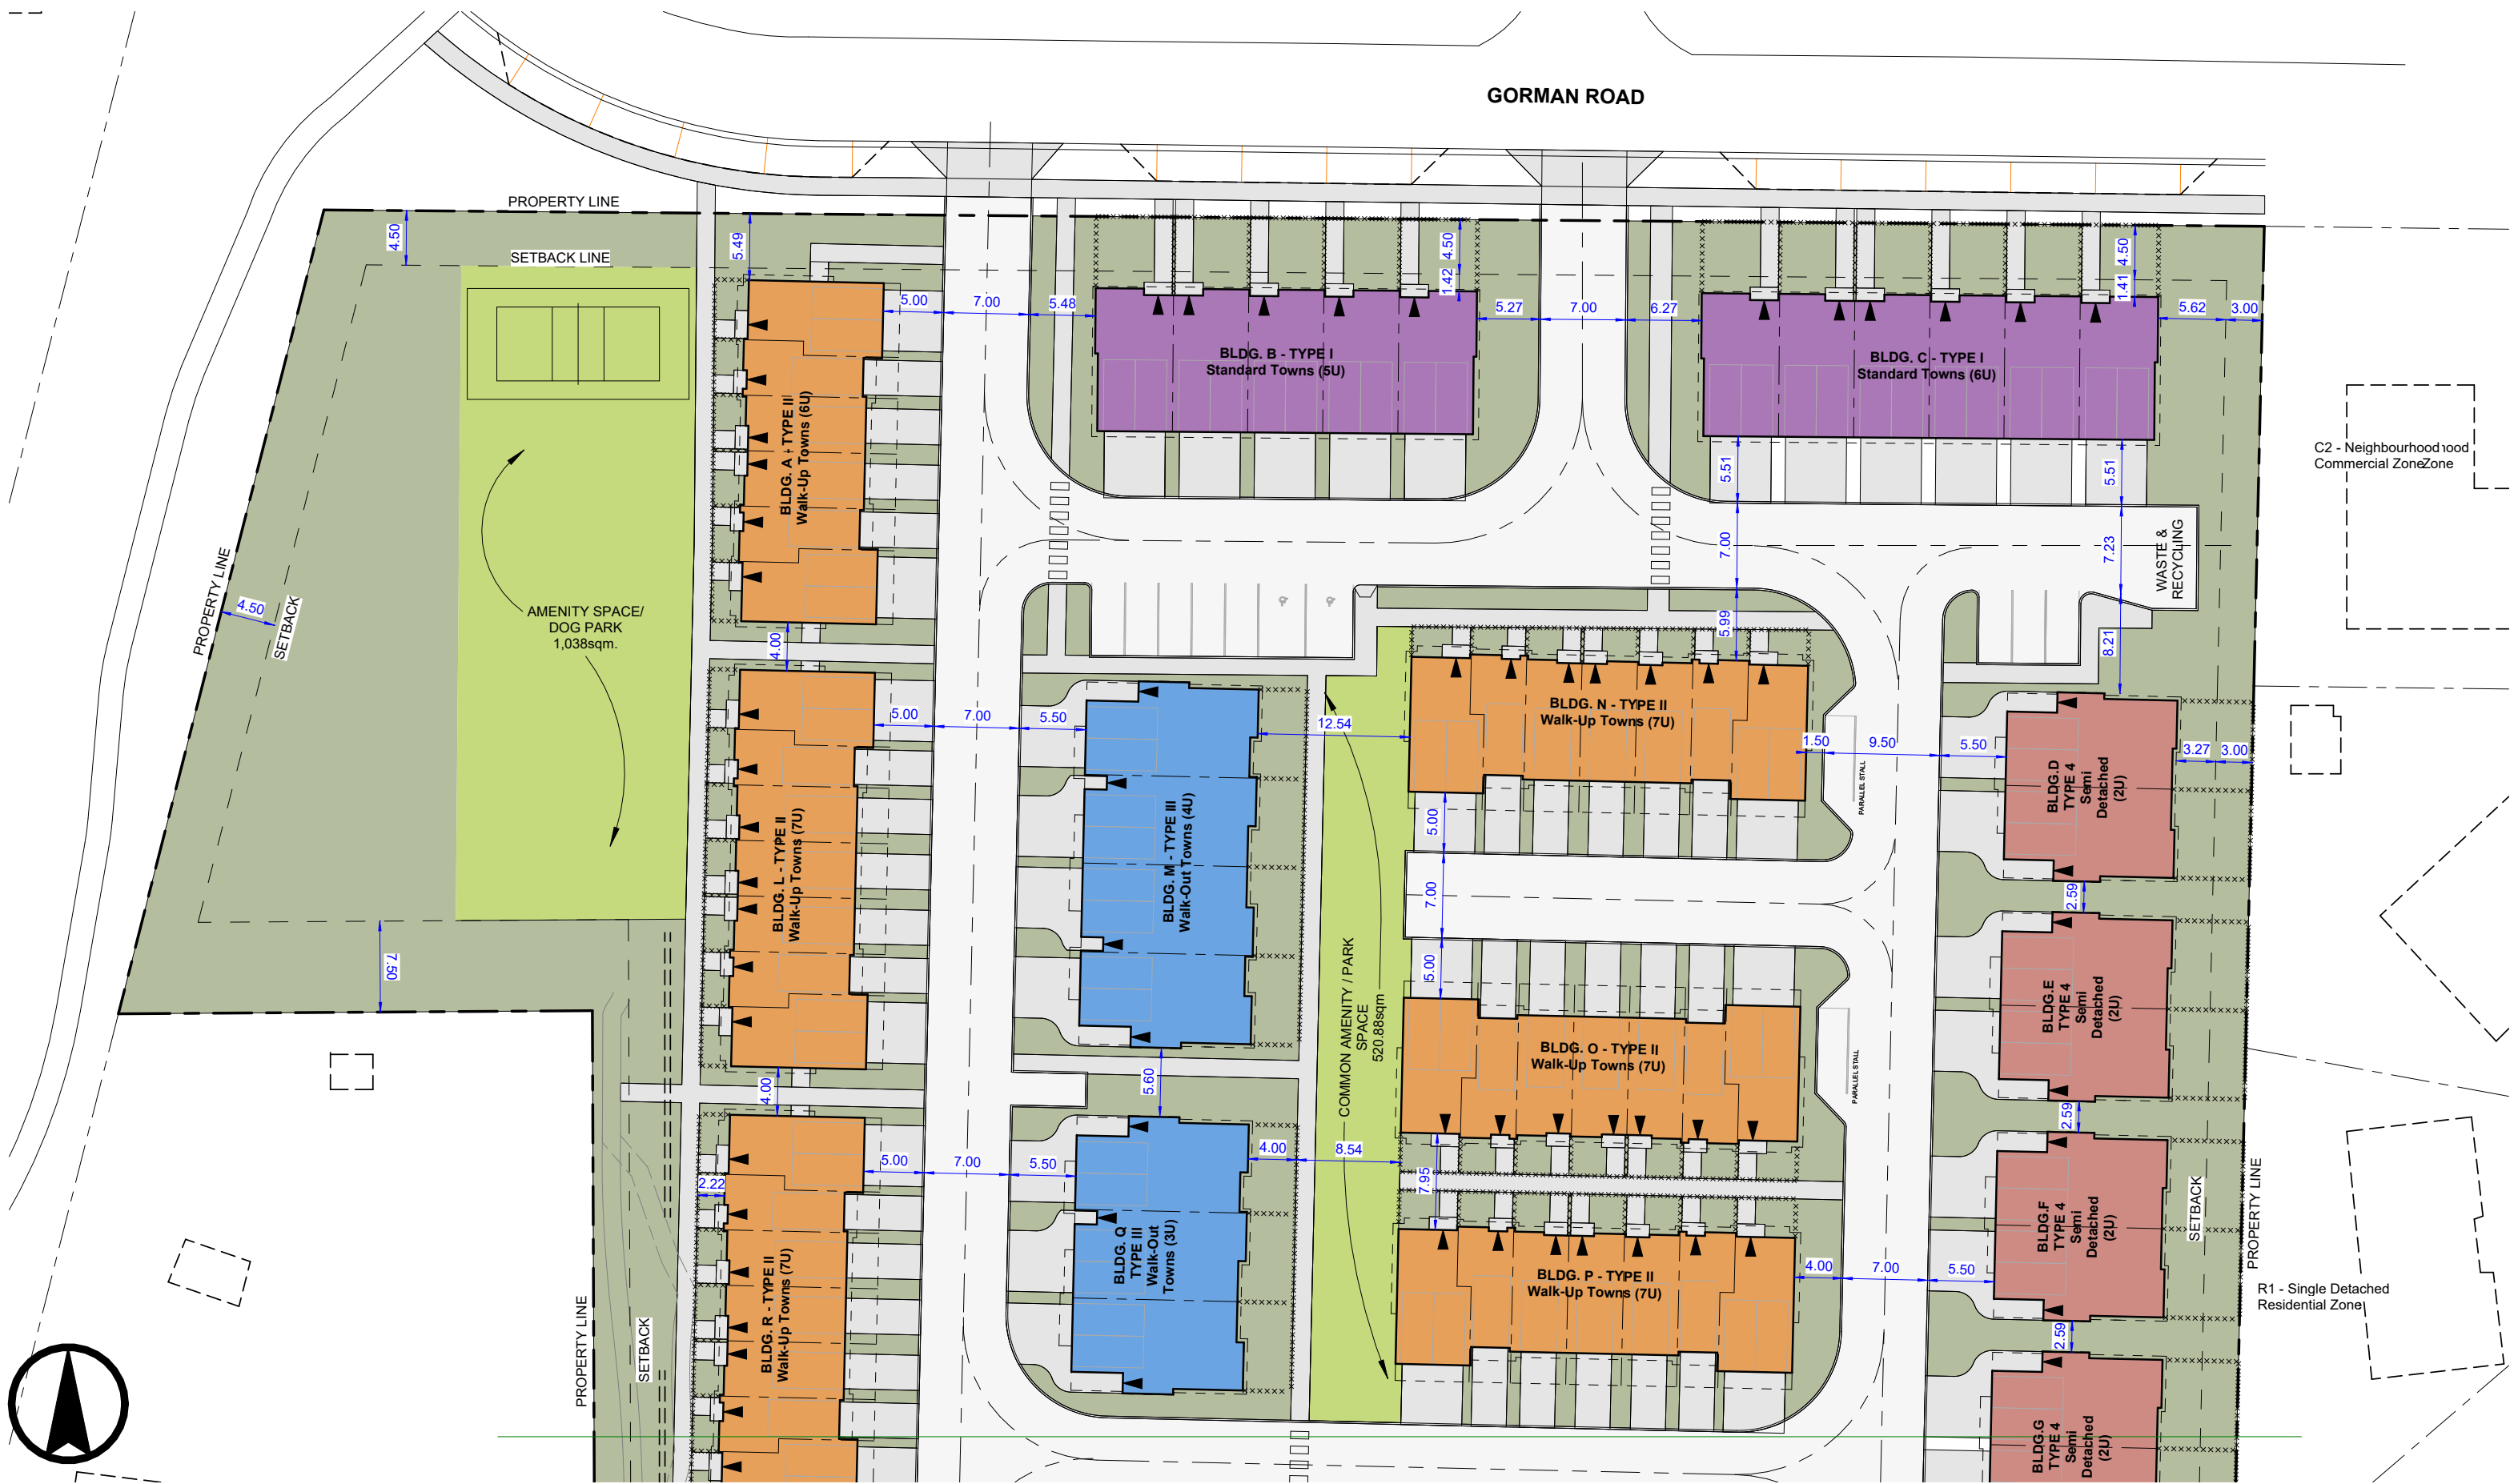 GORMAN ROAD
PROPERTY LINE
4.50
SETBACK LINE
5.49
4.50
1.42
4.50
1.41
5.00
7.00
5.48
5.27
7.00
6.27
5.62
3.00
BLDG. A - TYPE II
Walk-Up Towns (6U)
BLDG. B - TYPE I
Standard Towns (5U)
BLDG. C - TYPE I
Standard Towns (6U)
C2 - Neighbourhood
Commercial Zone
5.51
5.51
7.00
7.23
WASTE &
RECYCLING
PROPERTY LINE
4.50
SETBACK
AMENITY SPACE/
DOG PARK
1,038sqm.
4.00
5.99
8.21
5.00
7.00
5.50
12.54
BLDG. N - TYPE II
Walk-Up Towns (7U)
1.50
9.50
5.50
3.27
3.00
PARALLEL STALL
BLDG.D
TYPE 4
Semi
Detached
(2U)
BLDG. L - TYPE II
Walk-Up Towns (7U)
BLDG. M - TYPE III
Walk-Out Towns (4U)
5.00
7.00
5.00
2.59
7.50
COMMON AMENITY / PARK
SPACE
520.88sqm
BLDG.E
TYPE 4
Semi
Detached
(2U)
BLDG. O - TYPE II
Walk-Up Towns (7U)
PARALLEL STALL
4.00
5.60
2.59
5.00
7.00
5.50
4.00
8.54
7.95
2.22
BLDG. R - TYPE II
Walk-Up Towns (7U)
BLDG. Q
TYPE III
Walk-Out
Towns (3U)
BLDG. P - TYPE II
Walk-Up Towns (7U)
4.00
7.00
5.50
BLDG.F
TYPE 4
Semi
Detached
(2U)
SETBACK
PROPERTY LINE
R1 - Single Detached
Residential Zone
2.59
PROPERTY LINE
SETBACK
BLDG.G
TYPE 4
Semi
Detached
(2U)